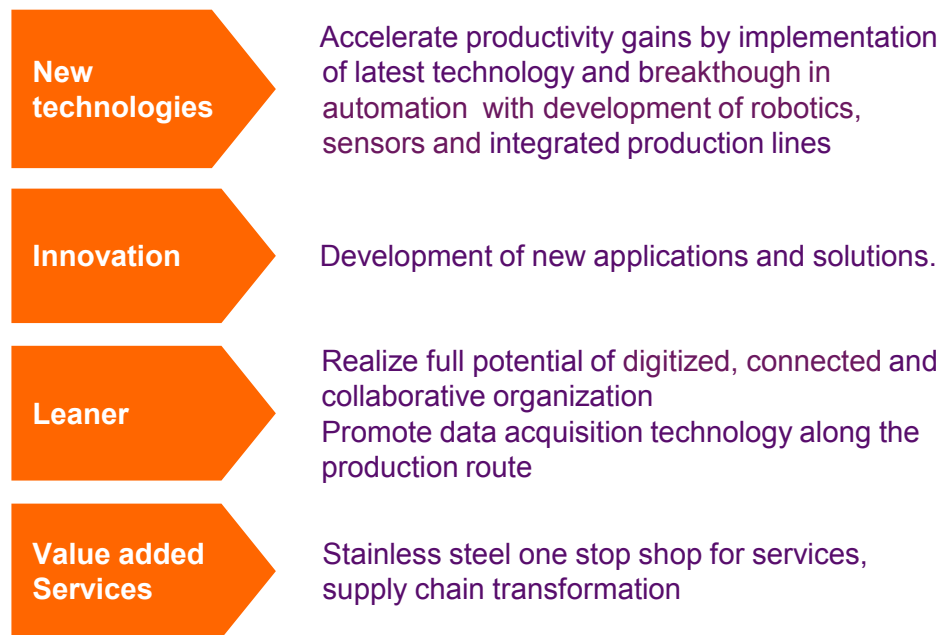 New
technologies
Accelerate productivity gains by implementation
of latest technology and breakthough in
automation  with development of robotics,
sensors and integrated production lines
Innovation
Development of new applications and solutions.
Leaner
Realize full potential of digitized, connected and
collaborative organization
Promote data acquisition technology along the
production route
Value added
Services
Stainless steel one stop shop for services,
supply chain transformation